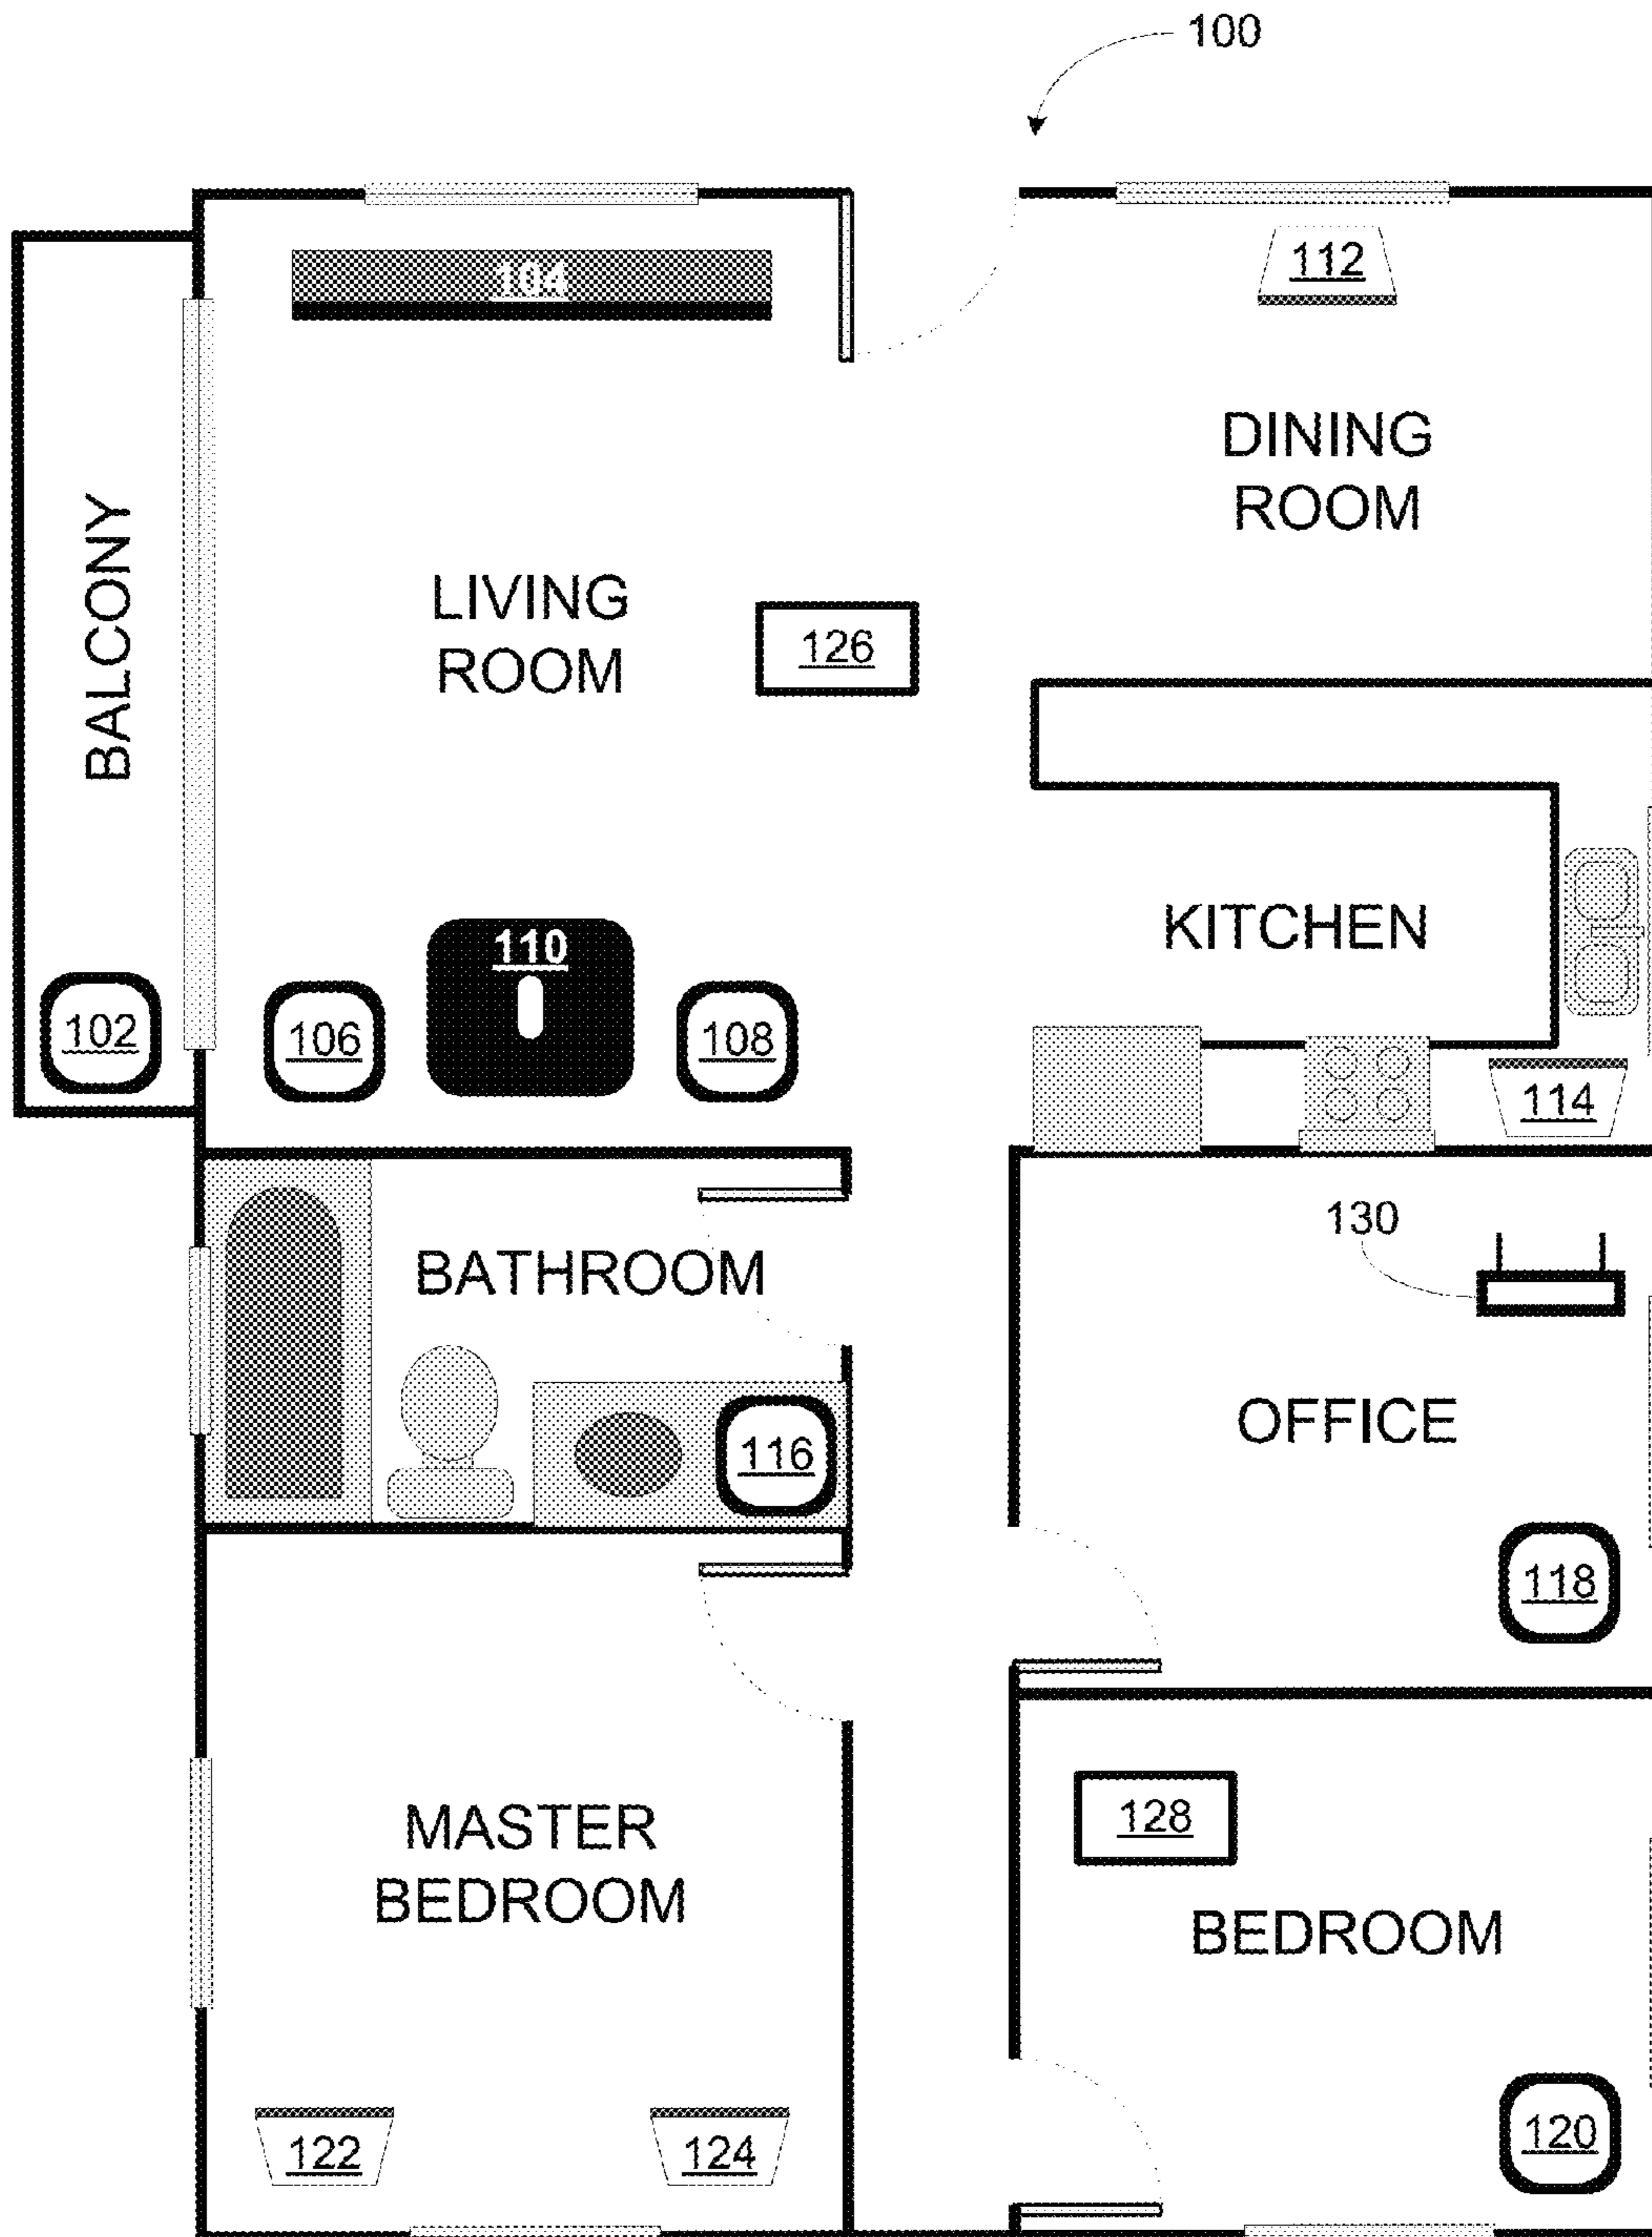 100
104
112
DINING
ROOM
BALCONY
LIVING
ROOM
126
110
KITCHEN
102
106
108
114
130
BATHROOM
OFFICE
116
118
128
MASTER
BEDROOM
BEDROOM
122
124
120